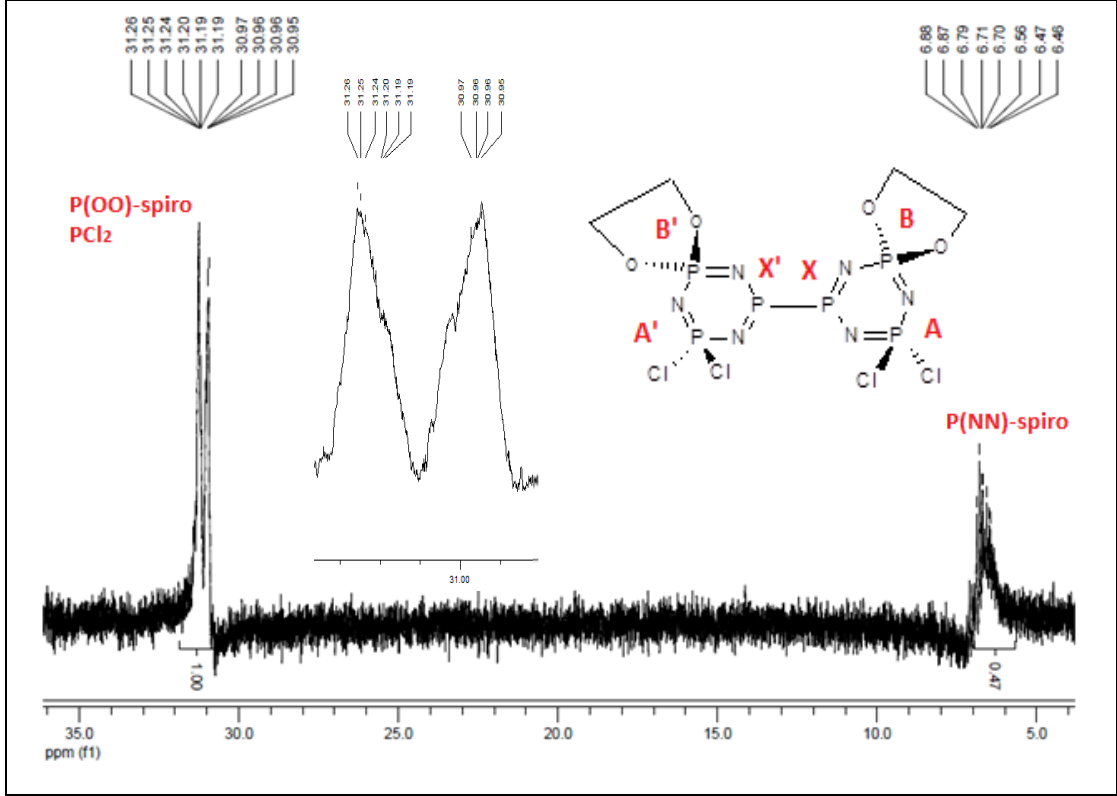 31.26 31.25 31.24 31.20 31.19 31.19 30.97 30.96 30.96 30.95
6.88 6.87 6.79 6.71 6.70 6.56 6.47 6.46
31.26 31.25 31.24 31.20 31.19 31.19 30.97 30.96 30.96 30.95
P(OO)-spiro
PCl₂
O O B' P N X' P N A' P N Cl Cl
O O B P N X P N A P N Cl Cl
P(NN)-spiro
31.00
1.00
0.47
35.0 30.0 25.0 20.0 15.0 10.0 5.0
ppm (f1)